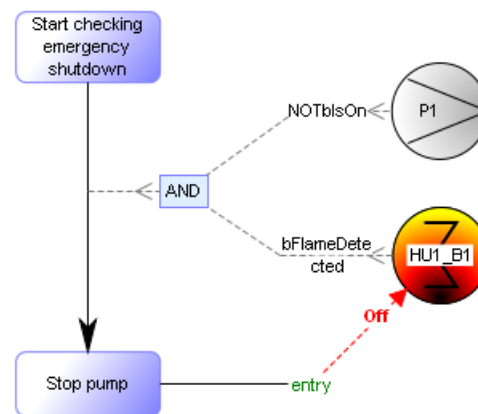 Start checking
emergency
shutdown
NOTbIsOn
P1
AND
bFlameDete
cted
HU1_B1
Off
Stop pump
entry